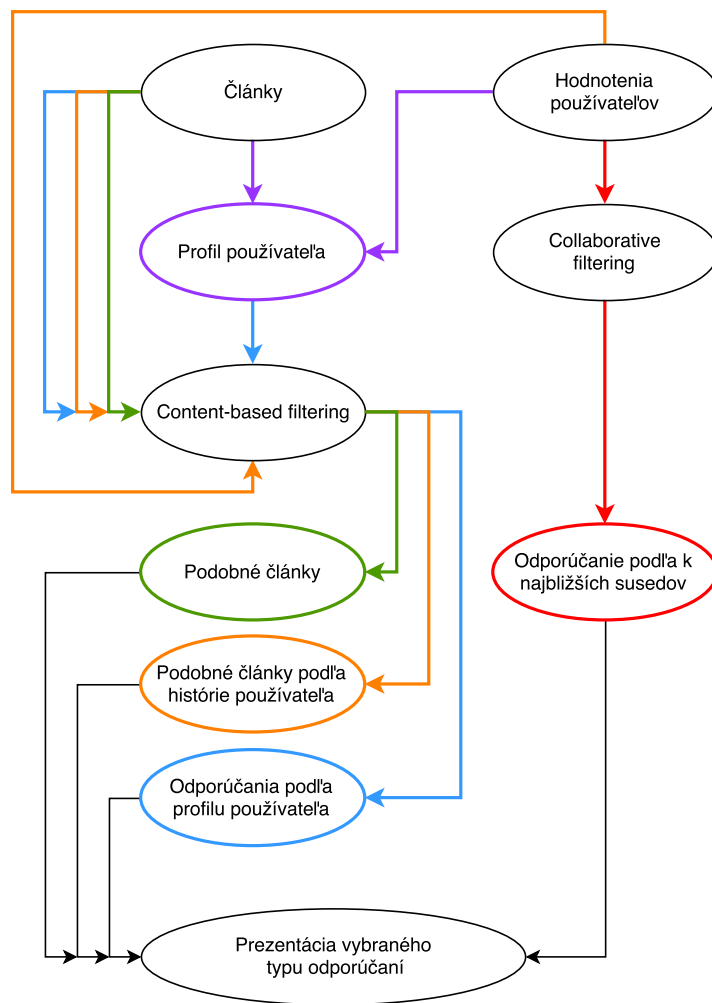 Články
Hodnotenia
používateľov
Profil používateľa
Collaborative
filtering
Content-based filtering
Podobné články
Odporúčanie podľa k
najbližších susedov
Podobné články podľa
histórie používateľa
Odporúčania podľa
profilu používateľa
Prezentácia vybraného
typu odporúčaní